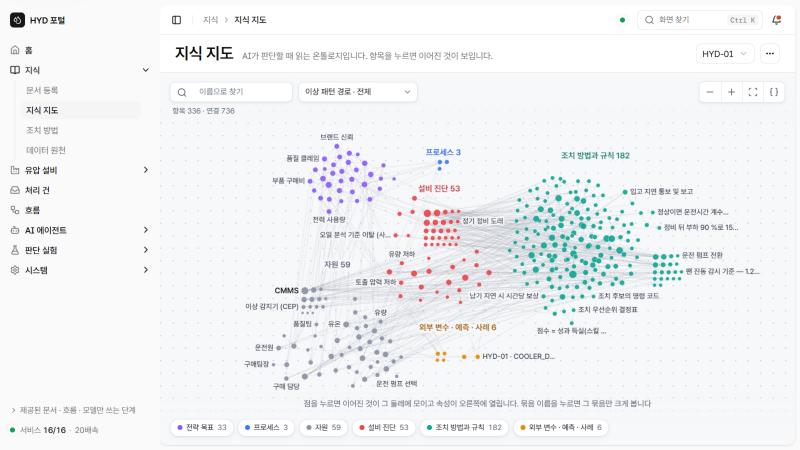 HYD 포털
홈
지식
문서 등록
지식 지도
조치 방법
데이터 원천
유압 설비
처리 건
흐름
AI 에이전트
판단 실험
시스템
제공된 문서 · 흐름 · 모델만 쓰는 단계
서비스 16/16 · 20배속
지식 > 지식 지도
화면 찾기 Ctrl K
지식 지도 AI가 판단할 때 읽는 온톨로지입니다. 항목을 누르면 이어진 것이 보입니다.
HYD-01
이름으로 찾기
이상 패턴 경로 · 전체
항목 336 · 연결 736
브랜드 신뢰
품질 클레임
부품 구매비
전력 사용량
프로세스 3
조치 방법과 규칙 182
설비 진단 53
입고 지연 통보 및 보고
정상이면 운전시간 계수...
정비 뒤 부하 90 %로 15...
정기 정비 도래
오일 분석 기준 이탈 (사...
유량 저하
자원 59
운전 펌프 전환
팬 진동 감시 기준 — 1.2...
토출 압력 저하
CMMS
이상 감지기 (CEP)
납기 지연 시 시간당 보상
조치 후보의 명령 코드
조치 우선순위 결정표
유량
품질팀
유온
외부 변수 · 예측 · 사례 6
점수 = 성과 득실(스킬 ...
운전원
구매팀장
구매 담당
운전 펌프 선택
HYD-01 · COOLER_D...
점을 누르면 이어진 것이 그 둘레에 모이고 속성이 오른쪽에 열립니다. 묶음 이름을 누르면 그 묶음만 크게 봅니다
전략 목표 33
프로세스 3
자원 59
설비 진단 53
조치 방법과 규칙 182
외부 변수 · 예측 · 사례 6